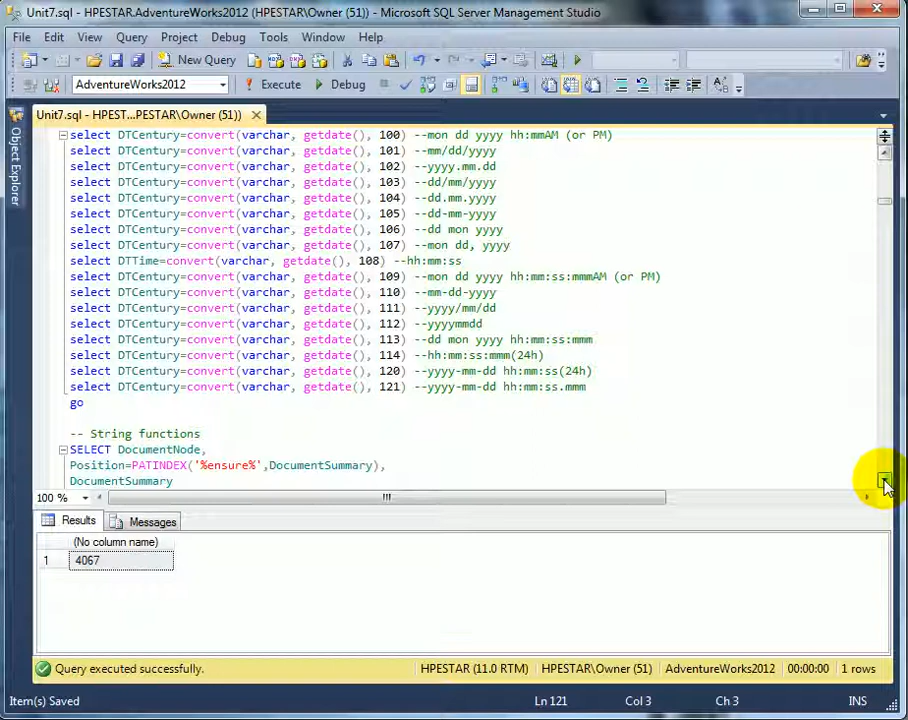 Unit7.sql - HPESTAR.AdventureWorks2012 (HPESTAR\Owner (51)) - Microsoft SQL Server Management Studio
File Edit View Query Project Debug Tools Window Help
New Query
AdventureWorks2012 Execute Debug
Unit7.sql - HPEST...PESTAR\Owner (51))
Object Explorer
select DTCentury=convert(varchar, getdate(), 100) --mon dd yyyy hh:mmAM (or PM)
select DTCentury=convert(varchar, getdate(), 101) --mm/dd/yyyy
select DTCentury=convert(varchar, getdate(), 102) --yyyy.mm.dd
select DTCentury=convert(varchar, getdate(), 103) --dd/mm/yyyy
select DTCentury=convert(varchar, getdate(), 104) --dd.mm.yyyy
select DTCentury=convert(varchar, getdate(), 105) --dd-mm-yyyy
select DTCentury=convert(varchar, getdate(), 106) --dd mon yyyy
select DTCentury=convert(varchar, getdate(), 107) --mon dd, yyyy
select DTTime=convert(varchar, getdate(), 108) --hh:mm:ss
select DTCentury=convert(varchar, getdate(), 109) --mon dd yyyy hh:mm:ss:mmmAM (or PM)
select DTCentury=convert(varchar, getdate(), 110) --mm-dd-yyyy
select DTCentury=convert(varchar, getdate(), 111) --yyyy/mm/dd
select DTCentury=convert(varchar, getdate(), 112) --yyyymmdd
select DTCentury=convert(varchar, getdate(), 113) --dd mon yyyy hh:mm:ss:mmm
select DTCentury=convert(varchar, getdate(), 114) --hh:mm:ss:mmm(24h)
select DTCentury=convert(varchar, getdate(), 120) --yyyy-mm-dd hh:mm:ss(24h)
select DTCentury=convert(varchar, getdate(), 121) --yyyy-mm-dd hh:mm:ss.mmm
go
-- String functions
SELECT DocumentNode,
Position=PATINDEX('%ensure%',DocumentSummary),
DocumentSummary
100 %
Results Messages
(No column name)
1 4067
Query executed successfully. HPESTAR (11.0 RTM) HPESTAR\Owner (51) AdventureWorks2012 00:00:00 1 rows
Item(s) Saved Ln 121 Col 3 Ch 3 INS